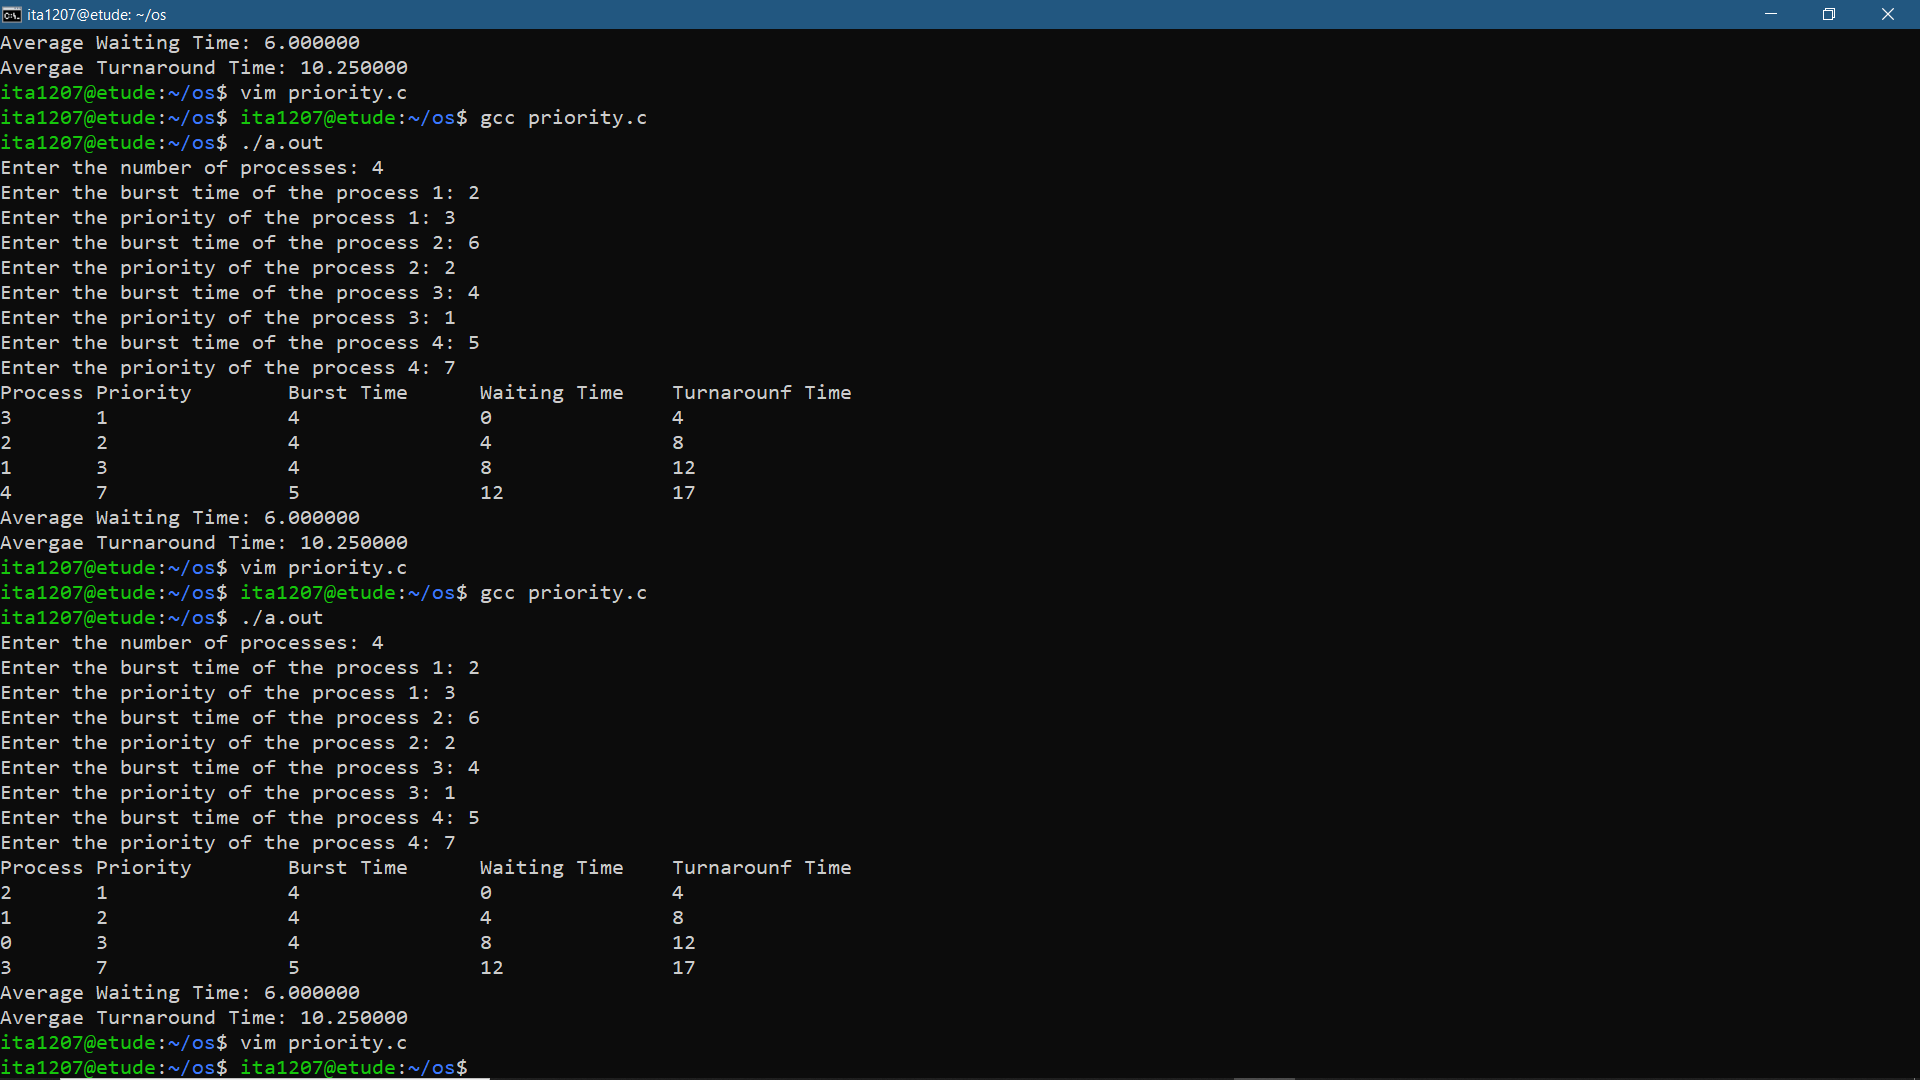 ita1207@etude: ~/os
Average Waiting Time: 6.000000
Avergae Turnaround Time: 10.250000
ita1207@etude:~/os$ vim priority.c
ita1207@etude:~/os$ ita1207@etude:~/os$ gcc priority.c
ita1207@etude:~/os$ ./a.out
Enter the number of processes: 4
Enter the burst time of the process 1: 2
Enter the priority of the process 1: 3
Enter the burst time of the process 2: 6
Enter the priority of the process 2: 2
Enter the burst time of the process 3: 4
Enter the priority of the process 3: 1
Enter the burst time of the process 4: 5
Enter the priority of the process 4: 7
Process Priority        Burst Time      Waiting Time    Turnarounf Time
3       1               4               0               4
2       2               4               4               8
1       3               4               8               12
4       7               5               12              17
Average Waiting Time: 6.000000
Avergae Turnaround Time: 10.250000
ita1207@etude:~/os$ vim priority.c
ita1207@etude:~/os$ ita1207@etude:~/os$ gcc priority.c
ita1207@etude:~/os$ ./a.out
Enter the number of processes: 4
Enter the burst time of the process 1: 2
Enter the priority of the process 1: 3
Enter the burst time of the process 2: 6
Enter the priority of the process 2: 2
Enter the burst time of the process 3: 4
Enter the priority of the process 3: 1
Enter the burst time of the process 4: 5
Enter the priority of the process 4: 7
Process Priority        Burst Time      Waiting Time    Turnarounf Time
2       1               4               0               4
1       2               4               4               8
0       3               4               8               12
3       7               5               12              17
Average Waiting Time: 6.000000
Avergae Turnaround Time: 10.250000
ita1207@etude:~/os$ vim priority.c
ita1207@etude:~/os$ ita1207@etude:~/os$